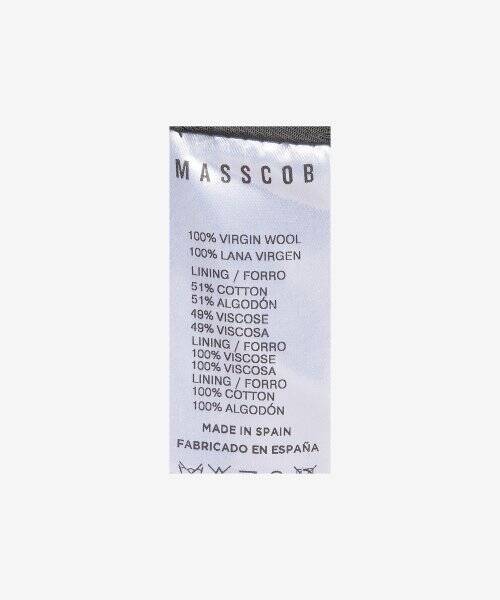 MASSCOB
100% VIRGIN WOOL
100% LANA VIRGEN
LINING / FORRO
51% COTTON
51% ALGODÓN
49% VISCOSE
49% VISCOSA
LINING / FORRO
100% VISCOSE
100% VISCOSA
LINING / FORRO
100% COTTON
100% ALGODÓN
MADE IN SPAIN
FABRICADO EN ESPAÑA